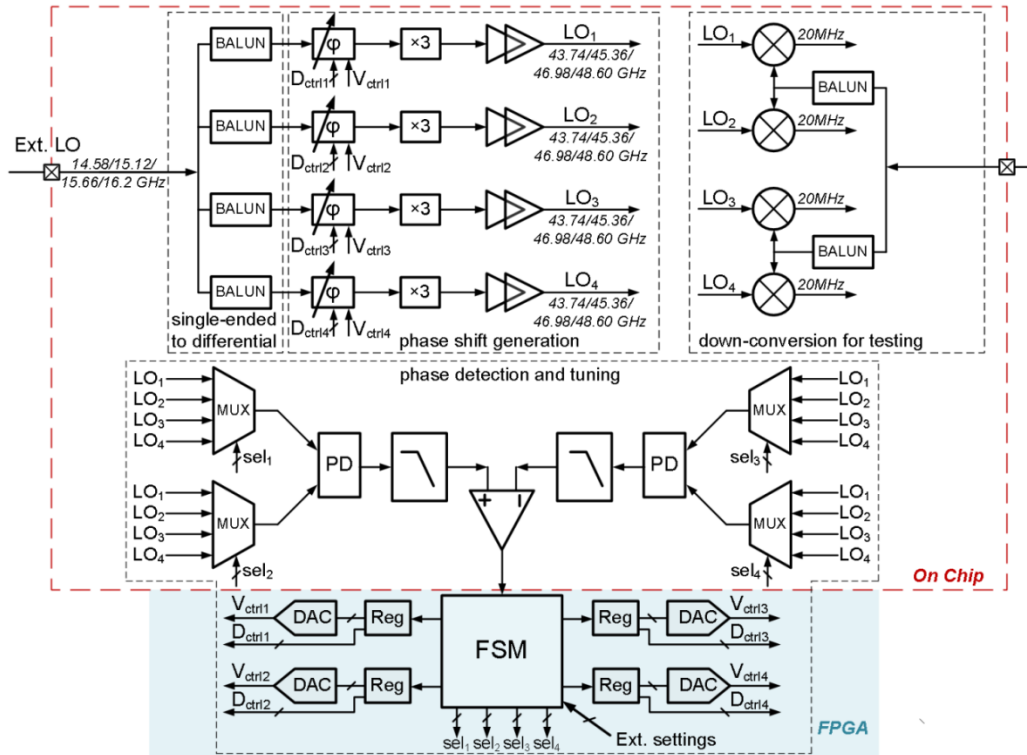 Ext. LO
14.58/15.12/
15.66/16.2 GHz
BALUN
φ
×3
LO1
43.74/45.36/
46.98/48.60 GHz
Dctrl1
Vctrl1
BALUN
φ
×3
LO2
43.74/45.36/
46.98/48.60 GHz
Dctrl2
Vctrl2
BALUN
φ
×3
LO3
43.74/45.36/
46.98/48.60 GHz
Dctrl3
Vctrl3
BALUN
φ
×3
LO4
43.74/45.36/
46.98/48.60 GHz
Dctrl4
Vctrl4
single-ended
to differential
phase shift generation
LO1
20MHz
BALUN
LO2
20MHz
LO3
20MHz
BALUN
LO4
20MHz
down-conversion for testing
phase detection and tuning
LO1
LO2
LO3
LO4
MUX
sel1
LO1
LO2
LO3
LO4
MUX
sel2
PD
+
−
PD
MUX
LO1
LO2
LO3
LO4
sel3
MUX
LO1
LO2
LO3
LO4
sel4
On Chip
Vctrl1
DAC
Reg
Dctrl1
Vctrl2
DAC
Reg
Dctrl2
FSM
Reg
DAC
Vctrl3
Dctrl3
Reg
DAC
Vctrl4
Dctrl4
sel1
sel2
sel3
sel4
Ext. settings
FPGA